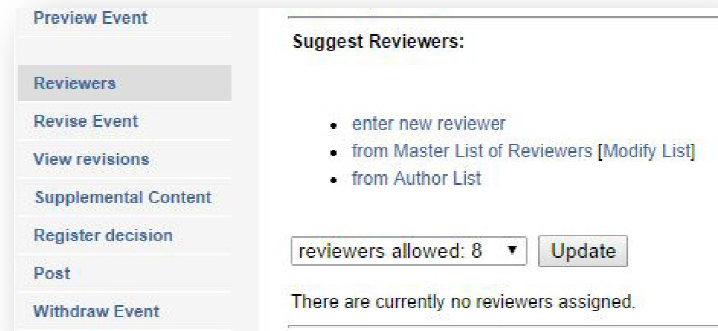 Preview Event
Reviewers
Revise Event
View revisions
Supplemental Content
Register decision
Post
Withdraw Event
Suggest Reviewers:
enter new reviewer
from Master List of Reviewers [Modify List]
from Author List
reviewers allowed: 8 ▼ Update
There are currently no reviewers assigned.